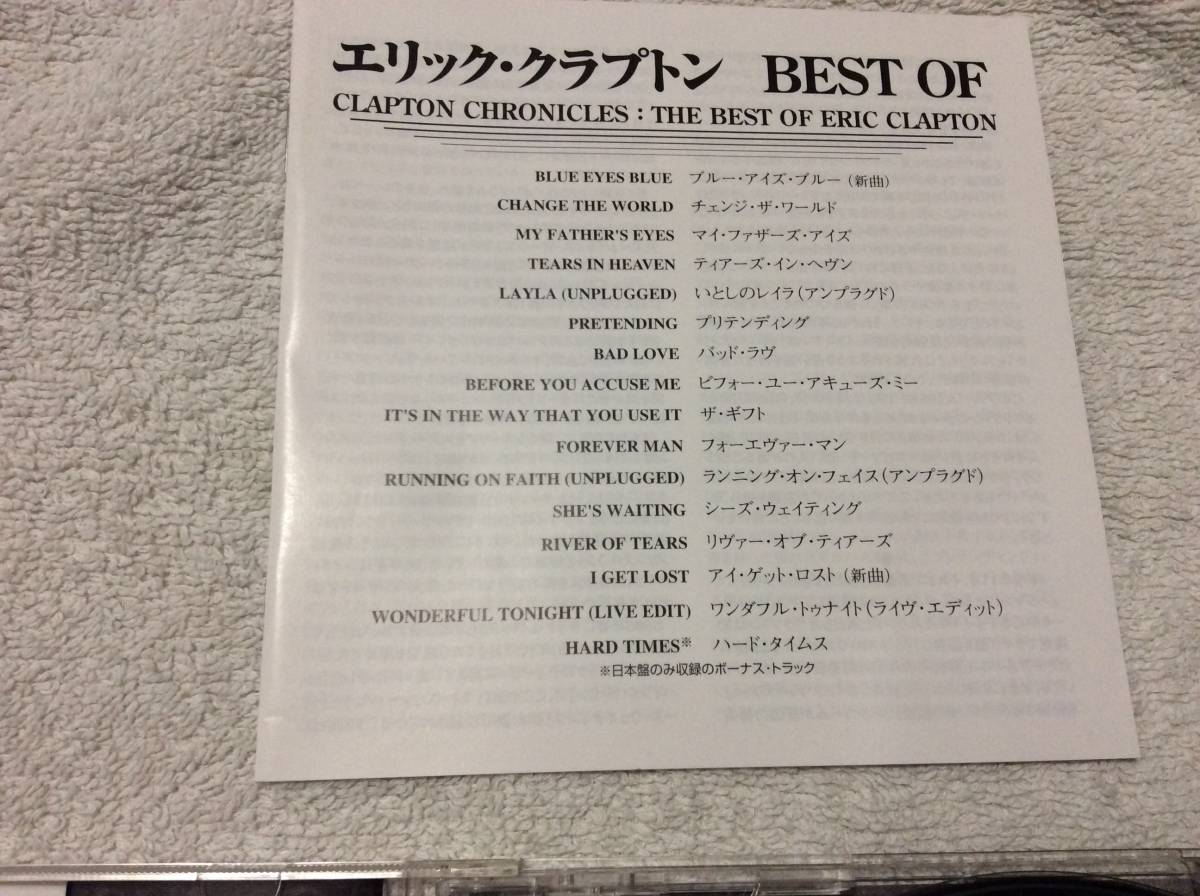 エリック・クラプトン BEST OF
CLAPTON CHRONICLES : THE BEST OF ERIC CLAPTON
BLUE EYES BLUE ブルー・アイズ・ブルー (新曲)
CHANGE THE WORLD チェンジ・ザ・ワールド
MY FATHER'S EYES マイ・ファザーズ・アイズ
TEARS IN HEAVEN ティアーズ・イン・ヘヴン
LAYLA (UNPLUGGED) いとしのレイラ(アンプラグド)
PRETENDING プリテンディング
BAD LOVE バッド・ラヴ
BEFORE YOU ACCUSE ME ビフォー・ユー・アキューズ・ミー
IT'S IN THE WAY THAT YOU USE IT ザ・ギフト
FOREVER MAN フォーエヴァー・マン
RUNNING ON FAITH (UNPLUGGED) ランニング・オン・フェイス(アンプラグド)
SHE'S WAITING シーズ・ウェイティング
RIVER OF TEARS リヴァー・オブ・ティアーズ
I GET LOST アイ・ゲット・ロスト (新曲)
WONDERFUL TONIGHT (LIVE EDIT) ワンダフル・トゥナイト(ライヴ・エディット)
HARD TIMES※ ハード・タイムス
※日本盤のみ収録のボーナス・トラック